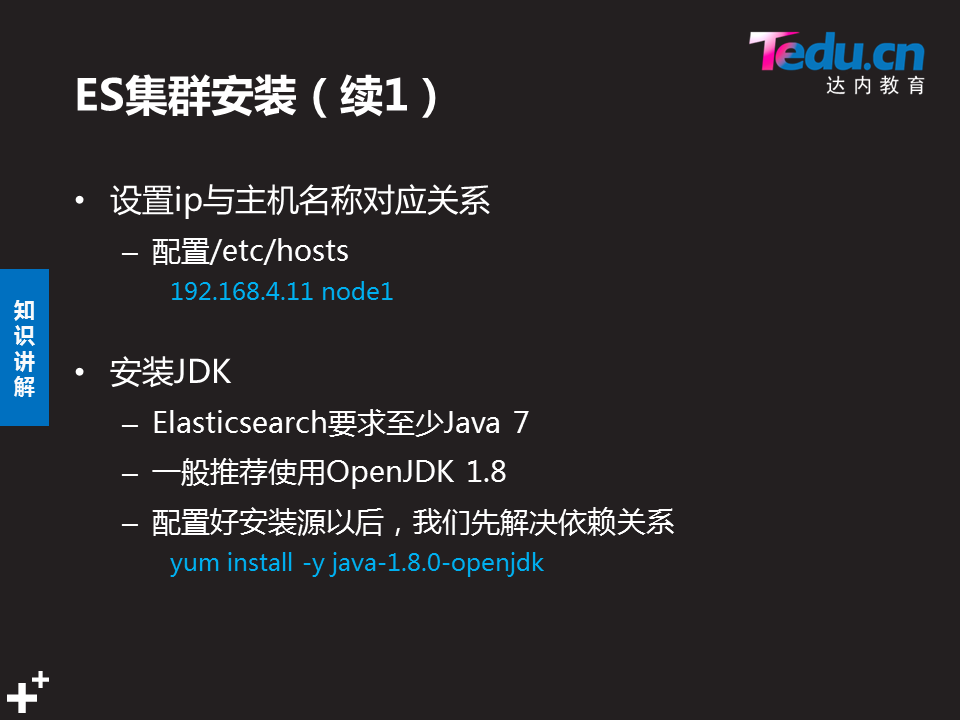 Tedu.cn
达内教育
ES集群安装（续1）
• 设置ip与主机名称对应关系
– 配置/etc/hosts
192.168.4.11 node1
知识讲解
• 安装JDK
– Elasticsearch要求至少Java 7
– 一般推荐使用OpenJDK 1.8
– 配置好安装源以后，我们先解决依赖关系
yum install -y java-1.8.0-openjdk